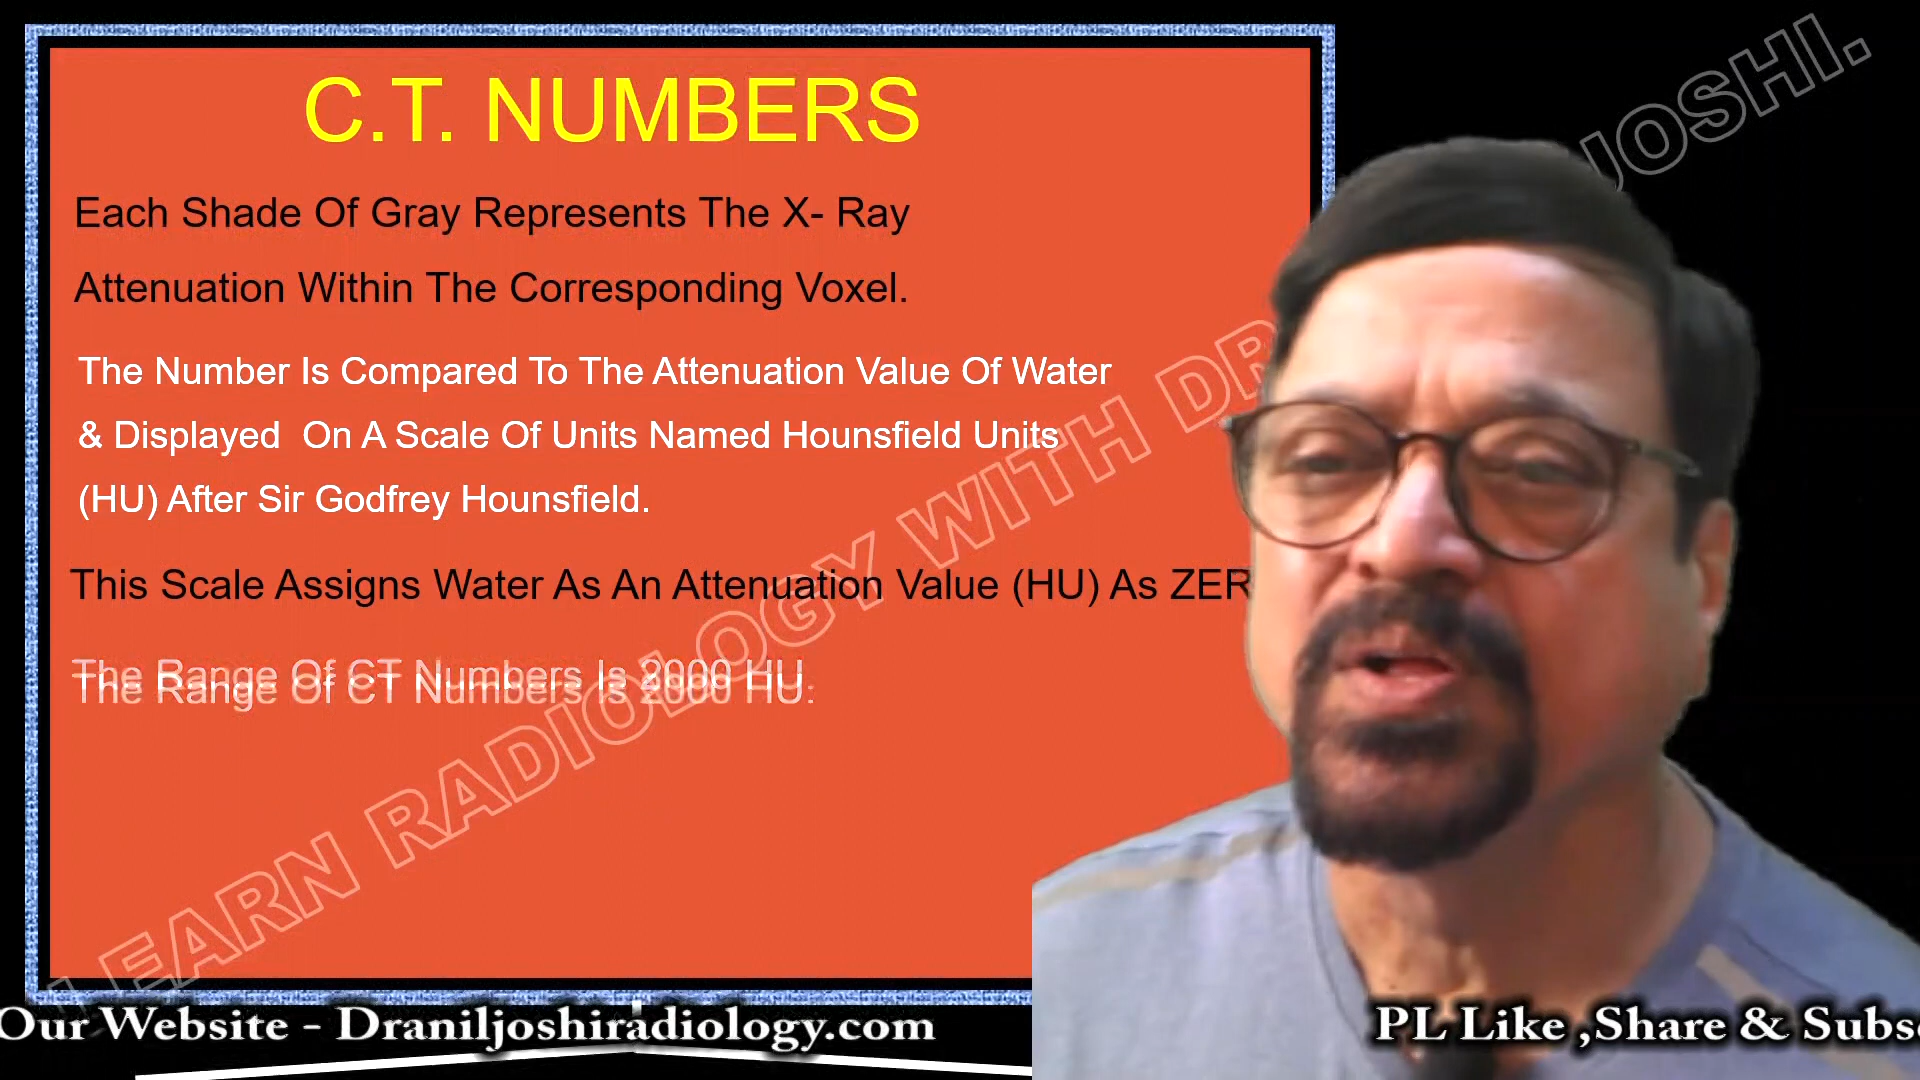 C.T. NUMBERS
Each Shade Of Gray Represents The X- Ray
Attenuation Within The Corresponding Voxel.
The Number Is Compared To The Attenuation Value Of Water
& Displayed On A Scale Of Units Named Hounsfield Units
(HU) After Sir Godfrey Hounsfield.
This Scale Assigns Water As An Attenuation Value (HU) As ZER
The Range Of CT Numbers Is 2000 HU.
LEARN RADIOLOGY WITH DR JOSHI.
Our Website - Draniljoshiradiology.com
PL Like ,Share & Subs